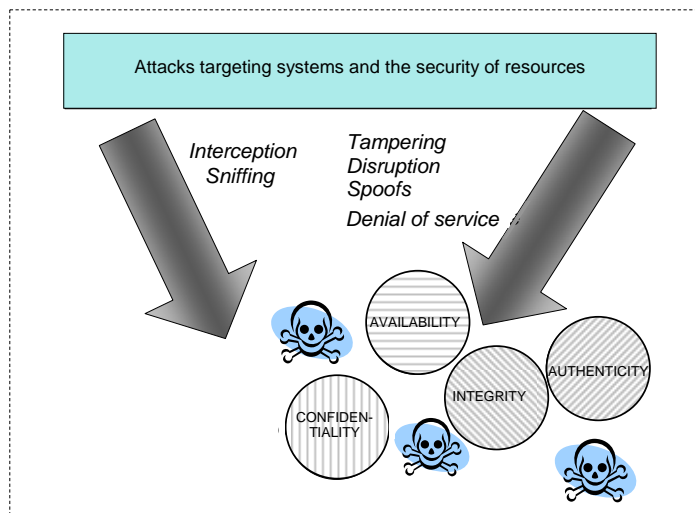 Attacks targeting systems and the security of resources
Interception
Sniffing
Tampering
Disruption
Spoofs
Denial of service
AVAILABILITY
AUTHENTICITY
INTEGRITY
CONFIDEN-
TIALITY